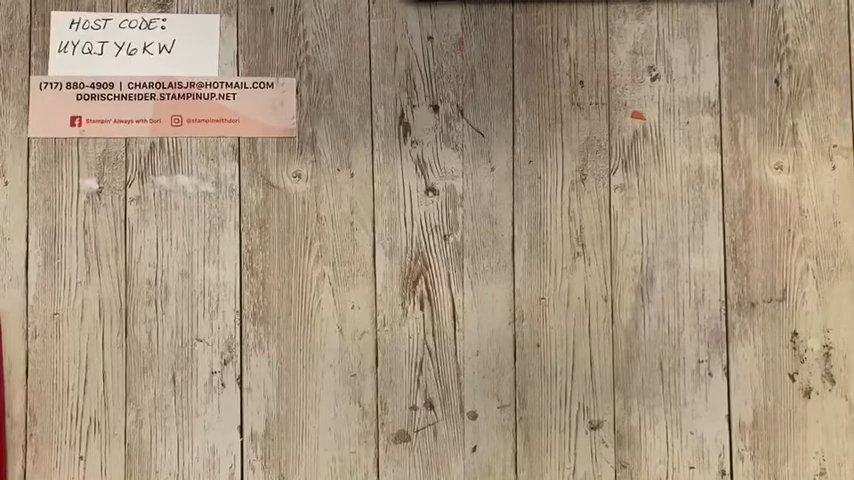 HOST CODE:
UYQJY6KW
(717) 880-4909 | CHAROLAISJR@HOTMAIL.COM
DORISCHNEIDER.STAMPINUP.NET
Stampin' Always with Dori @stampinwithdori